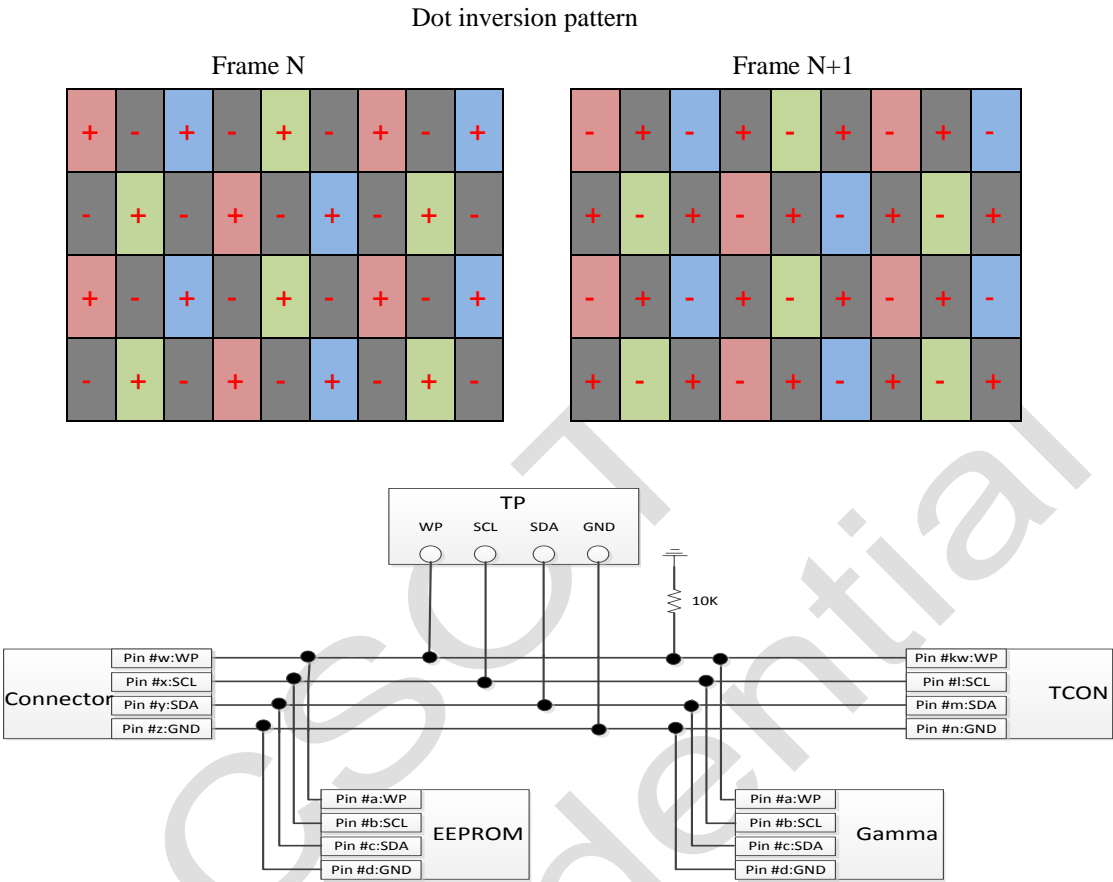 Dot inversion pattern
Frame N
Frame N+1
+ - + - + - + - +
- + - + - + - + -
+ - + - + - + - +
- + - + - + - + -
- + - + - + - + -
+ - + - + - + - +
- + - + - + - + -
+ - + - + - + - +
TP
WP SCL SDA GND
10K
Connector
Pin #w:WP
Pin #x:SCL
Pin #y:SDA
Pin #z:GND
Pin #kw:WP
Pin #l:SCL
Pin #m:SDA
Pin #n:GND
TCON
Pin #a:WP
Pin #b:SCL
Pin #c:SDA
Pin #d:GND
EEPROM
Pin #a:WP
Pin #b:SCL
Pin #c:SDA
Pin #d:GND
Gamma
CSOT